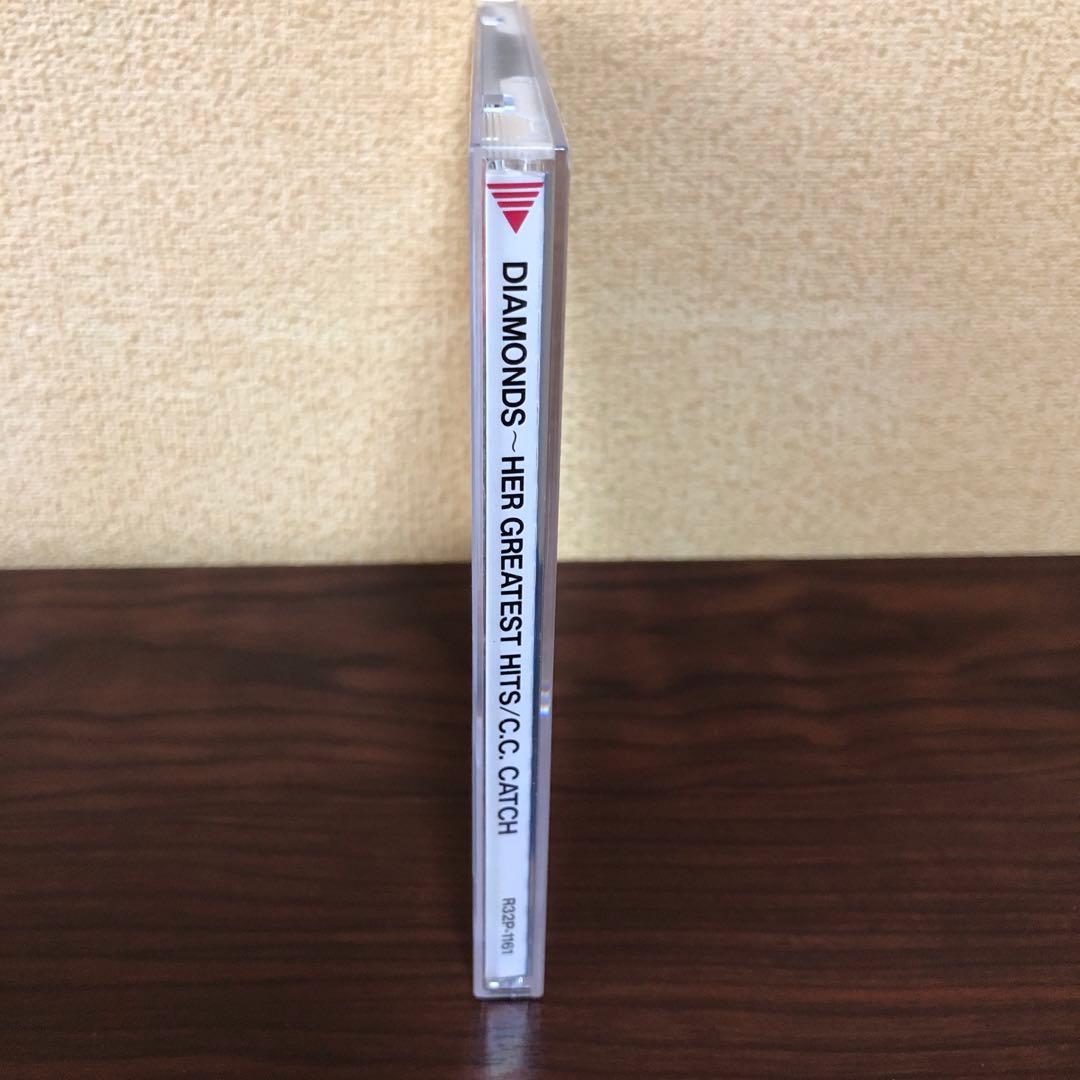 DIAMONDS~HER GREATEST HITS/C.C. CATCH
R32P-1161